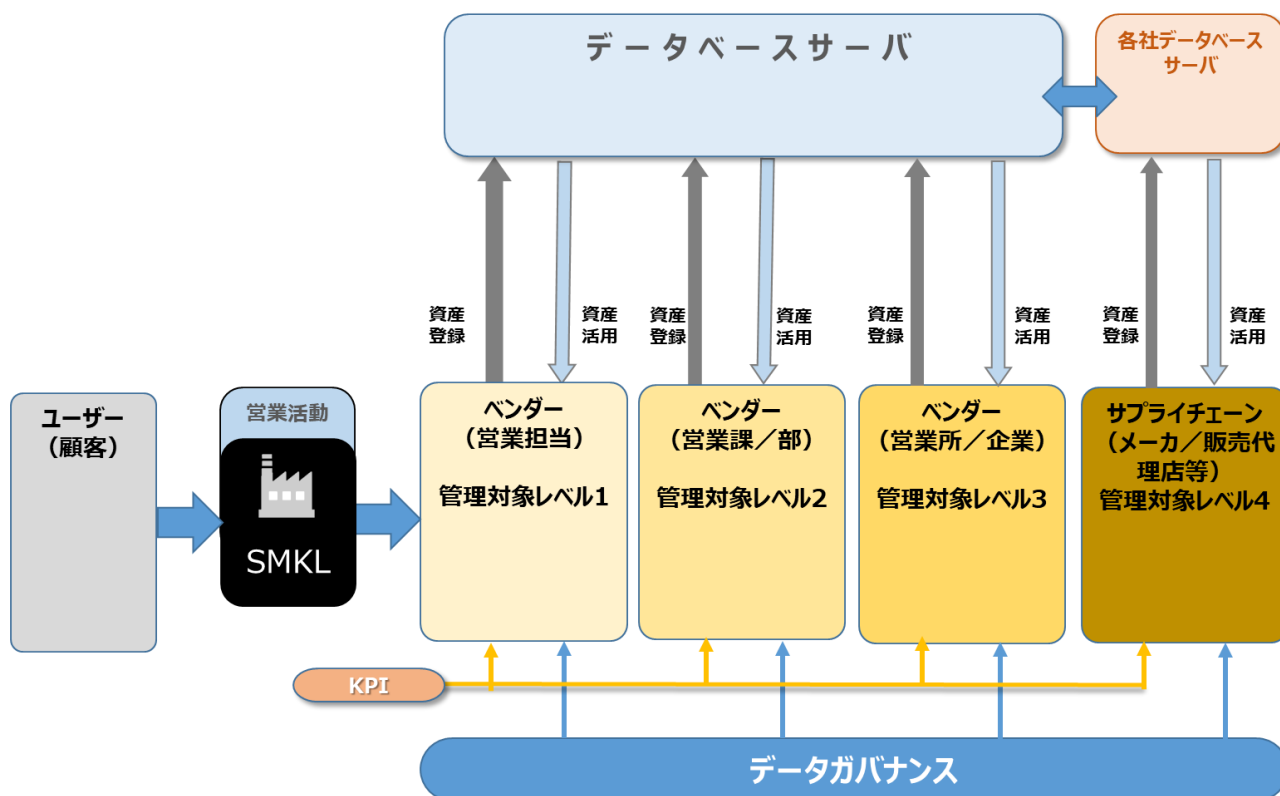 データベースサーバ
各社データベース
サーバ
資産
登録
資産
活用
資産
登録
資産
活用
資産
登録
資産
活用
資産
登録
資産
活用
ユーザー
（顧客）
営業活動
SMKL
ベンダー
（営業担当）
管理対象レベル1
ベンダー
（営業課／部）
管理対象レベル2
ベンダー
（営業所／企業）
管理対象レベル3
サプライチェーン
（メーカ／販売代
理店等）
管理対象レベル4
KPI
データガバナンス